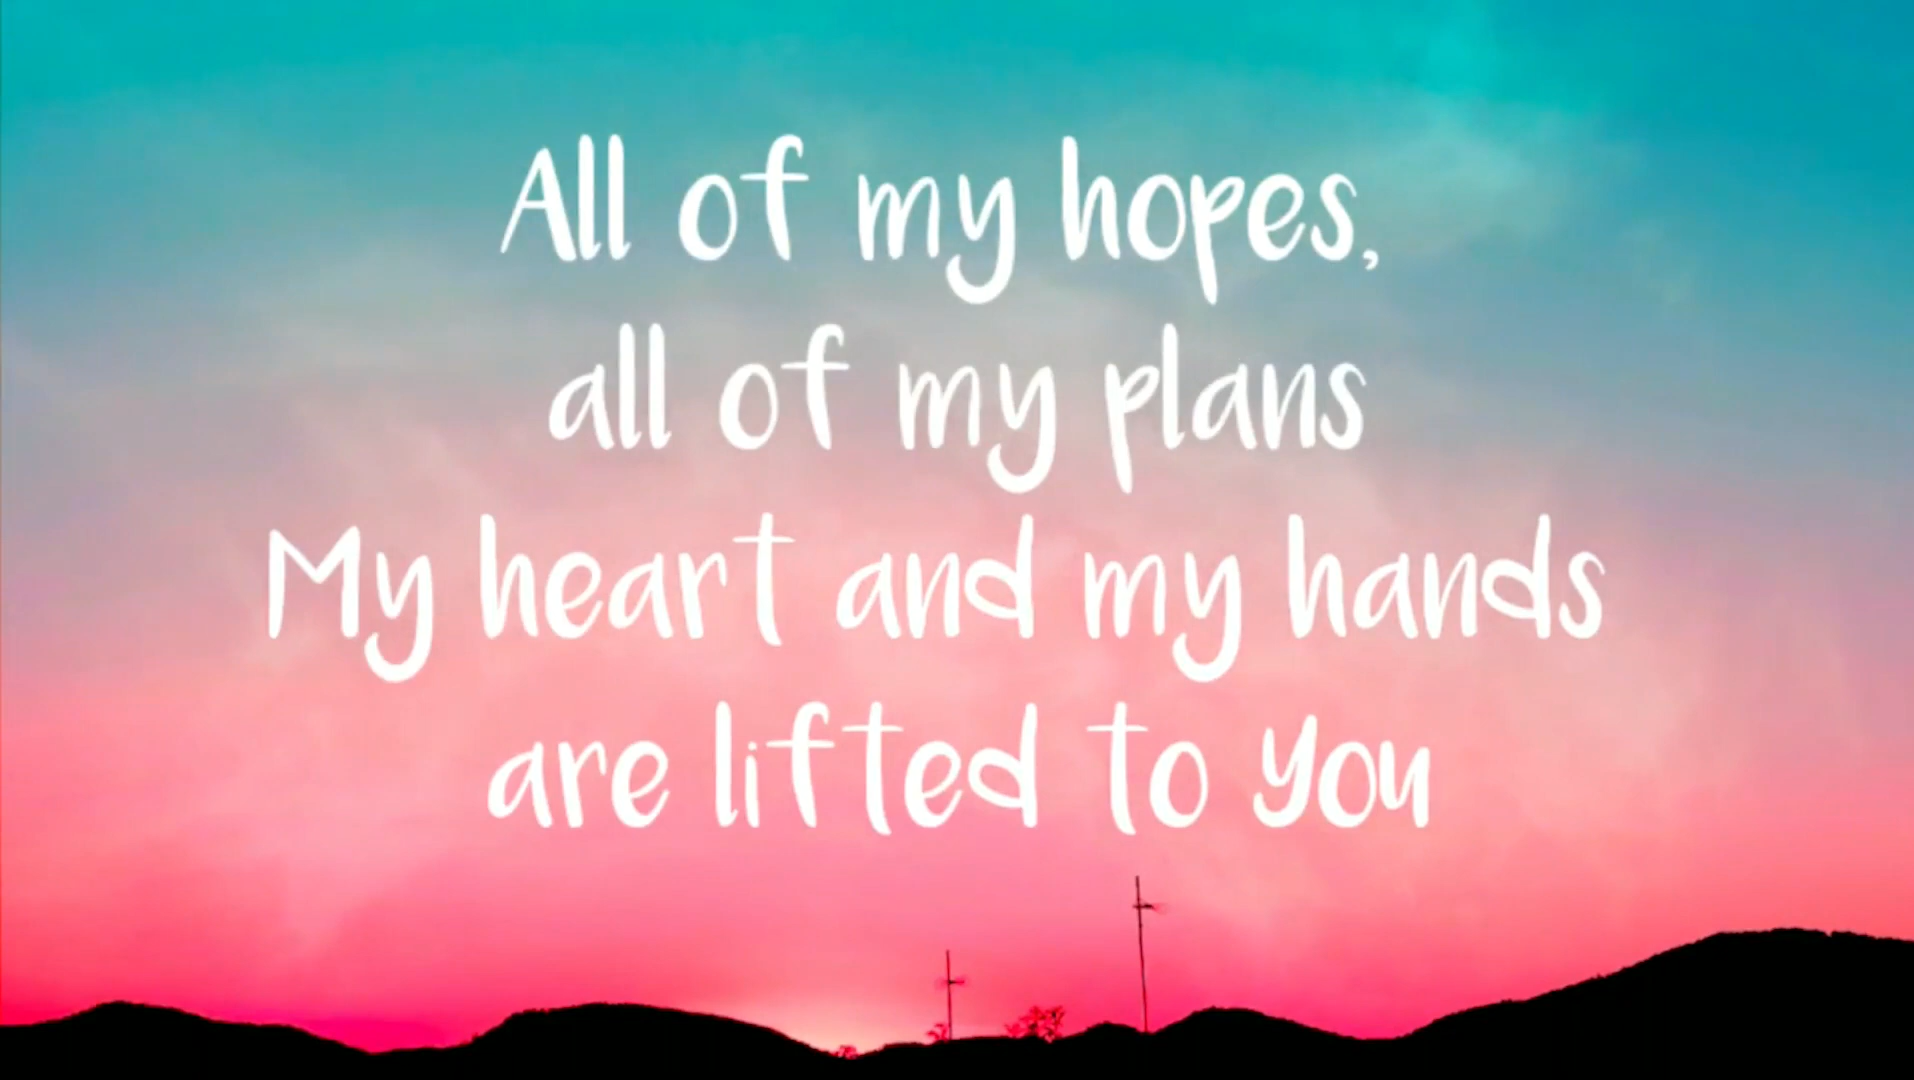 All of my hopes,
all of my plans
My heart and my hands
are lifted to You